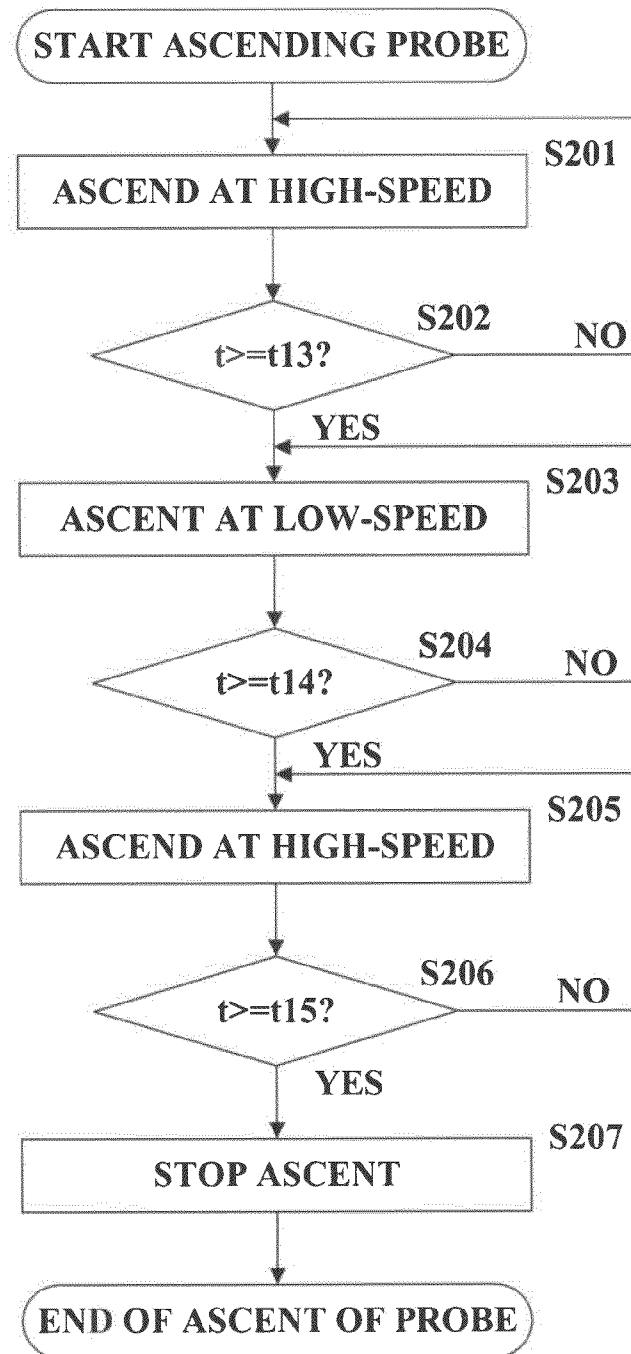 START ASCENDING PROBE
S201
ASCEND AT HIGH-SPEED
S202
t>=t13?
NO
YES
S203
ASCENT AT LOW-SPEED
S204
t>=t14?
NO
YES
S205
ASCEND AT HIGH-SPEED
S206
t>=t15?
NO
YES
S207
STOP ASCENT
END OF ASCENT OF PROBE